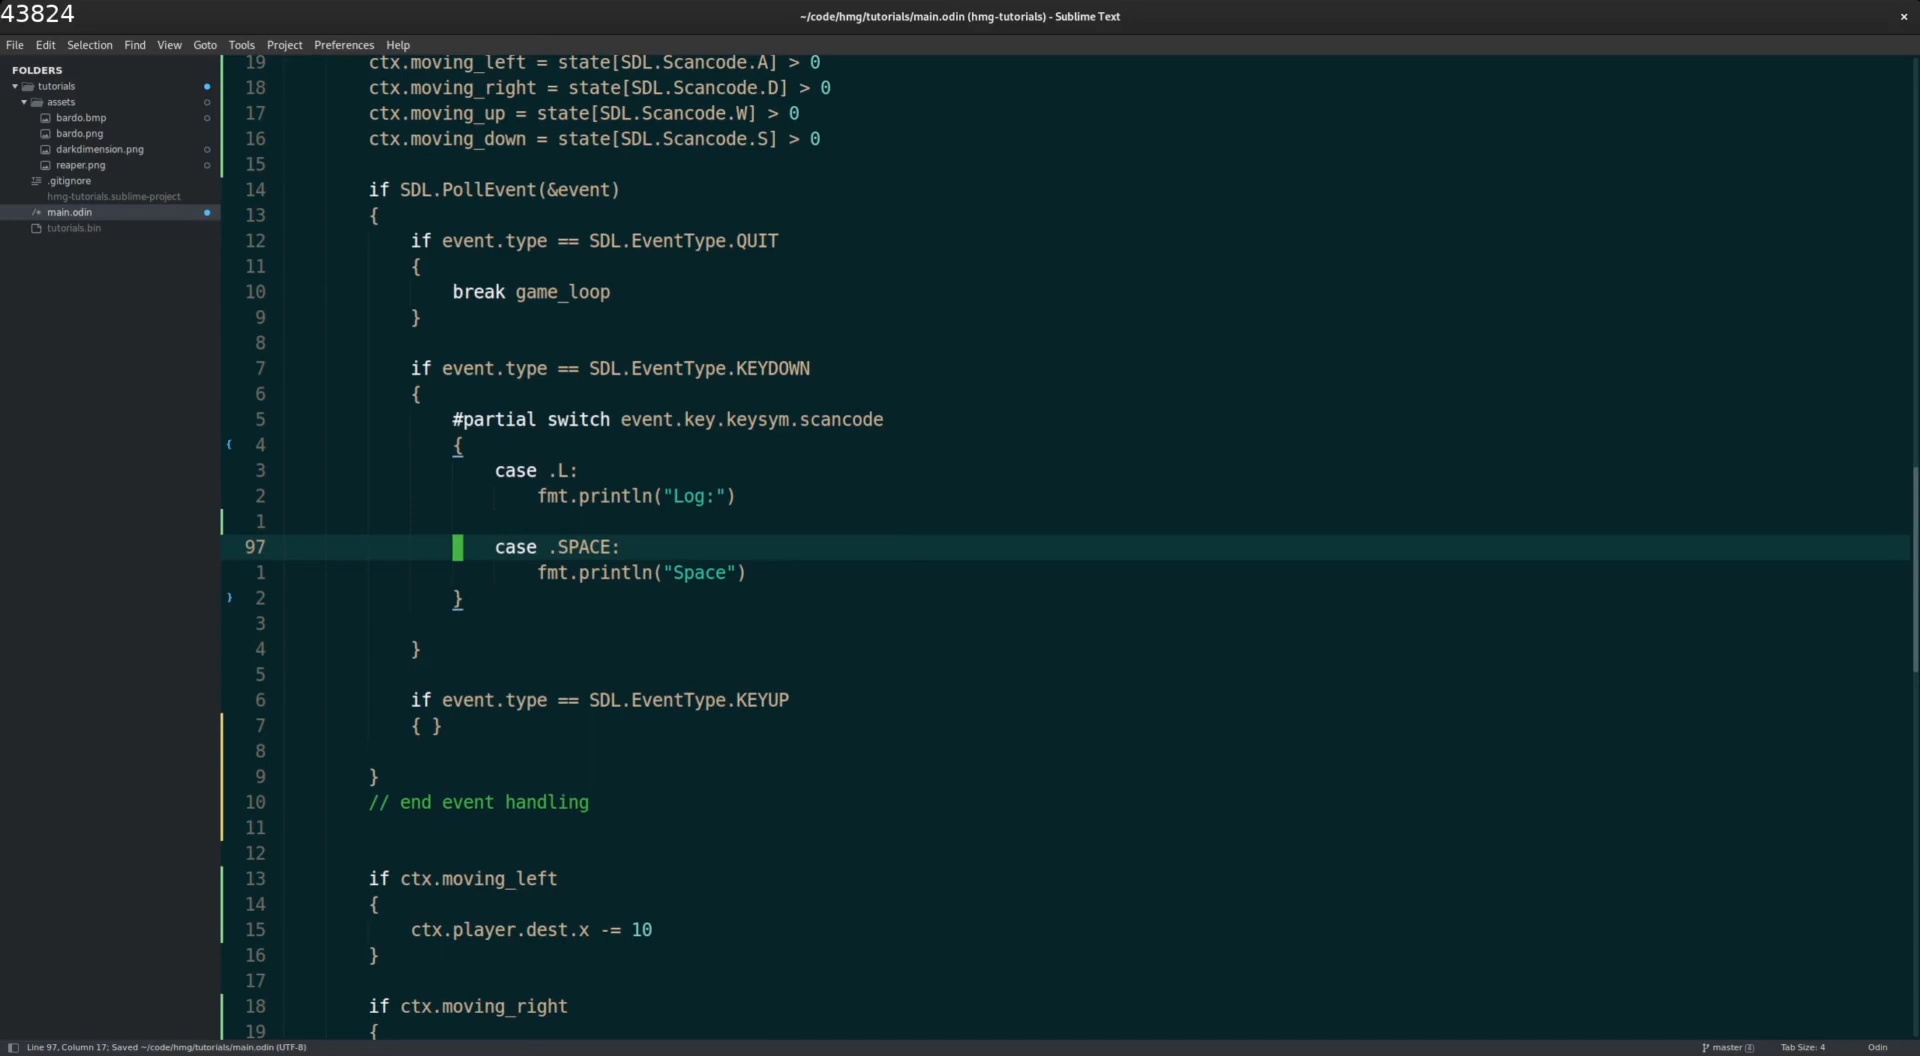 43824
~/code/hmg/tutorials/main.odin (hmg-tutorials) - Sublime Text
×
File Edit Selection Find View Goto Tools Project Preferences Help
FOLDERS
tutorials
assets
bardo.bmp
bardo.png
darkdimension.png
reaper.png
.gitignore
hmg-tutorials.sublime-project
/* main.odin
tutorials.bin
19 ctx.moving_left = state[SDL.Scancode.A] > 0
18 ctx.moving_right = state[SDL.Scancode.D] > 0
17 ctx.moving_up = state[SDL.Scancode.W] > 0
16 ctx.moving_down = state[SDL.Scancode.S] > 0
15
14 if SDL.PollEvent(&event)
13 {
12 if event.type == SDL.EventType.QUIT
11 {
10 break game_loop
9 }
8
7 if event.type == SDL.EventType.KEYDOWN
6 {
5 #partial switch event.key.keysym.scancode
{ 4 {
3 case .L:
2 fmt.println("Log:")
1
97 case .SPACE:
1 fmt.println("Space")
} 2 }
3
4 }
5
6 if event.type == SDL.EventType.KEYUP
7 { }
8
9 }
10 // end event handling
11
12
13 if ctx.moving_left
14 {
15 ctx.player.dest.x -= 10
16 }
17
18 if ctx.moving_right
19 {
Line 97, Column 17; Saved ~/code/hmg/tutorials/main.odin (UTF-8)
master
Tab Size: 4
Odin